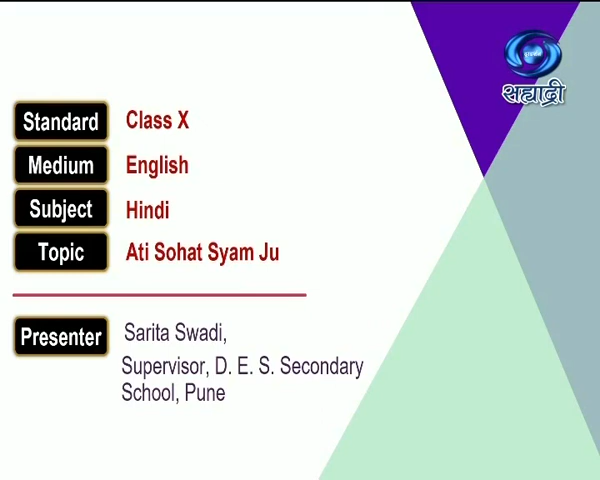 सह्याद्री
Standard Class X
Medium English
Subject Hindi
Topic Ati Sohat Syam Ju
Presenter Sarita Swadi,
Supervisor, D. E. S. Secondary
School, Pune